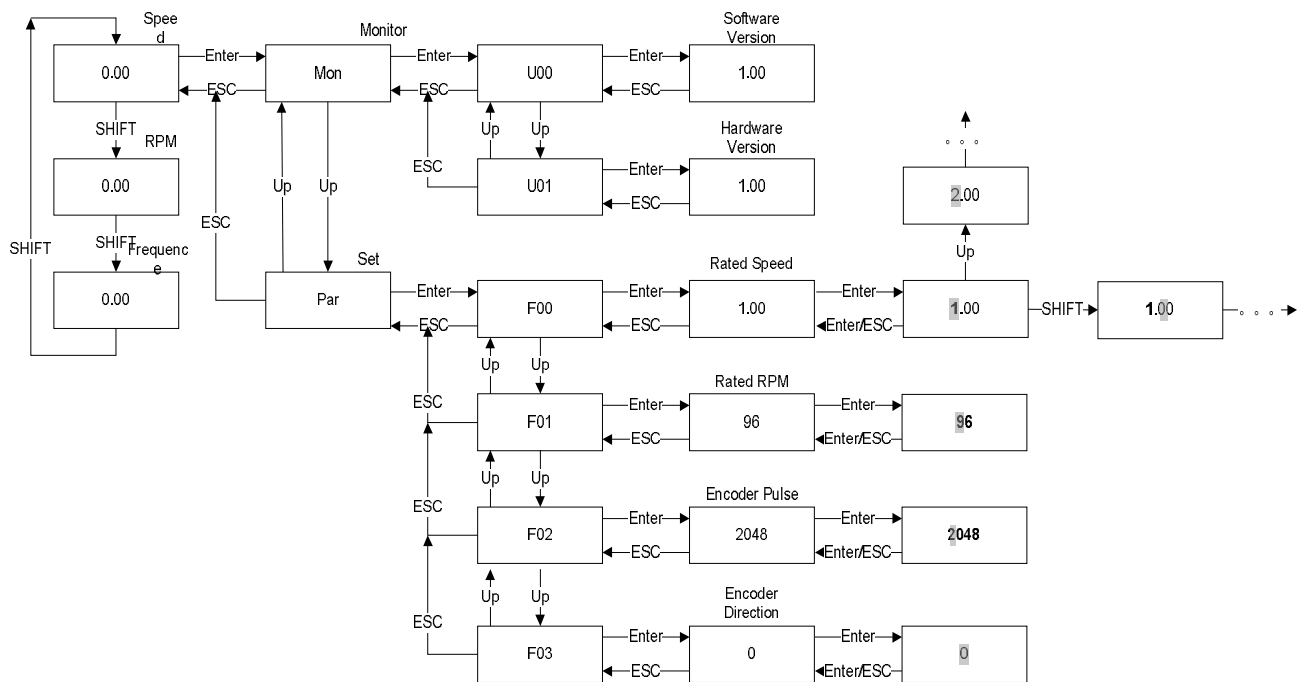 Spee
d
Monitor
Software
Version
0.00
Enter
Mon
Enter
U00
Enter
1.00
ESC
ESC
ESC
SHIFT
RPM
Up
Up
Hardware
Version
0.00
Up
Up
ESC
U01
Enter
1.00
ESC
2.00
ESC
SHIFT
SHIFT
Frequenc
e
Up
0.00
Set
Par
Enter
F00
Enter
Rated Speed
1.00
Enter
1.00
SHIFT
1.00
ESC
ESC
Enter/ESC
Up
Up
Rated RPM
ESC
F01
Enter
96
Enter
96
ESC
Enter/ESC
Up
Up
Encoder Pulse
ESC
F02
Enter
2048
Enter
2048
ESC
Enter/ESC
Up
Up
Encoder
Direction
ESC
F03
Enter
0
Enter
0
ESC
Enter/ESC